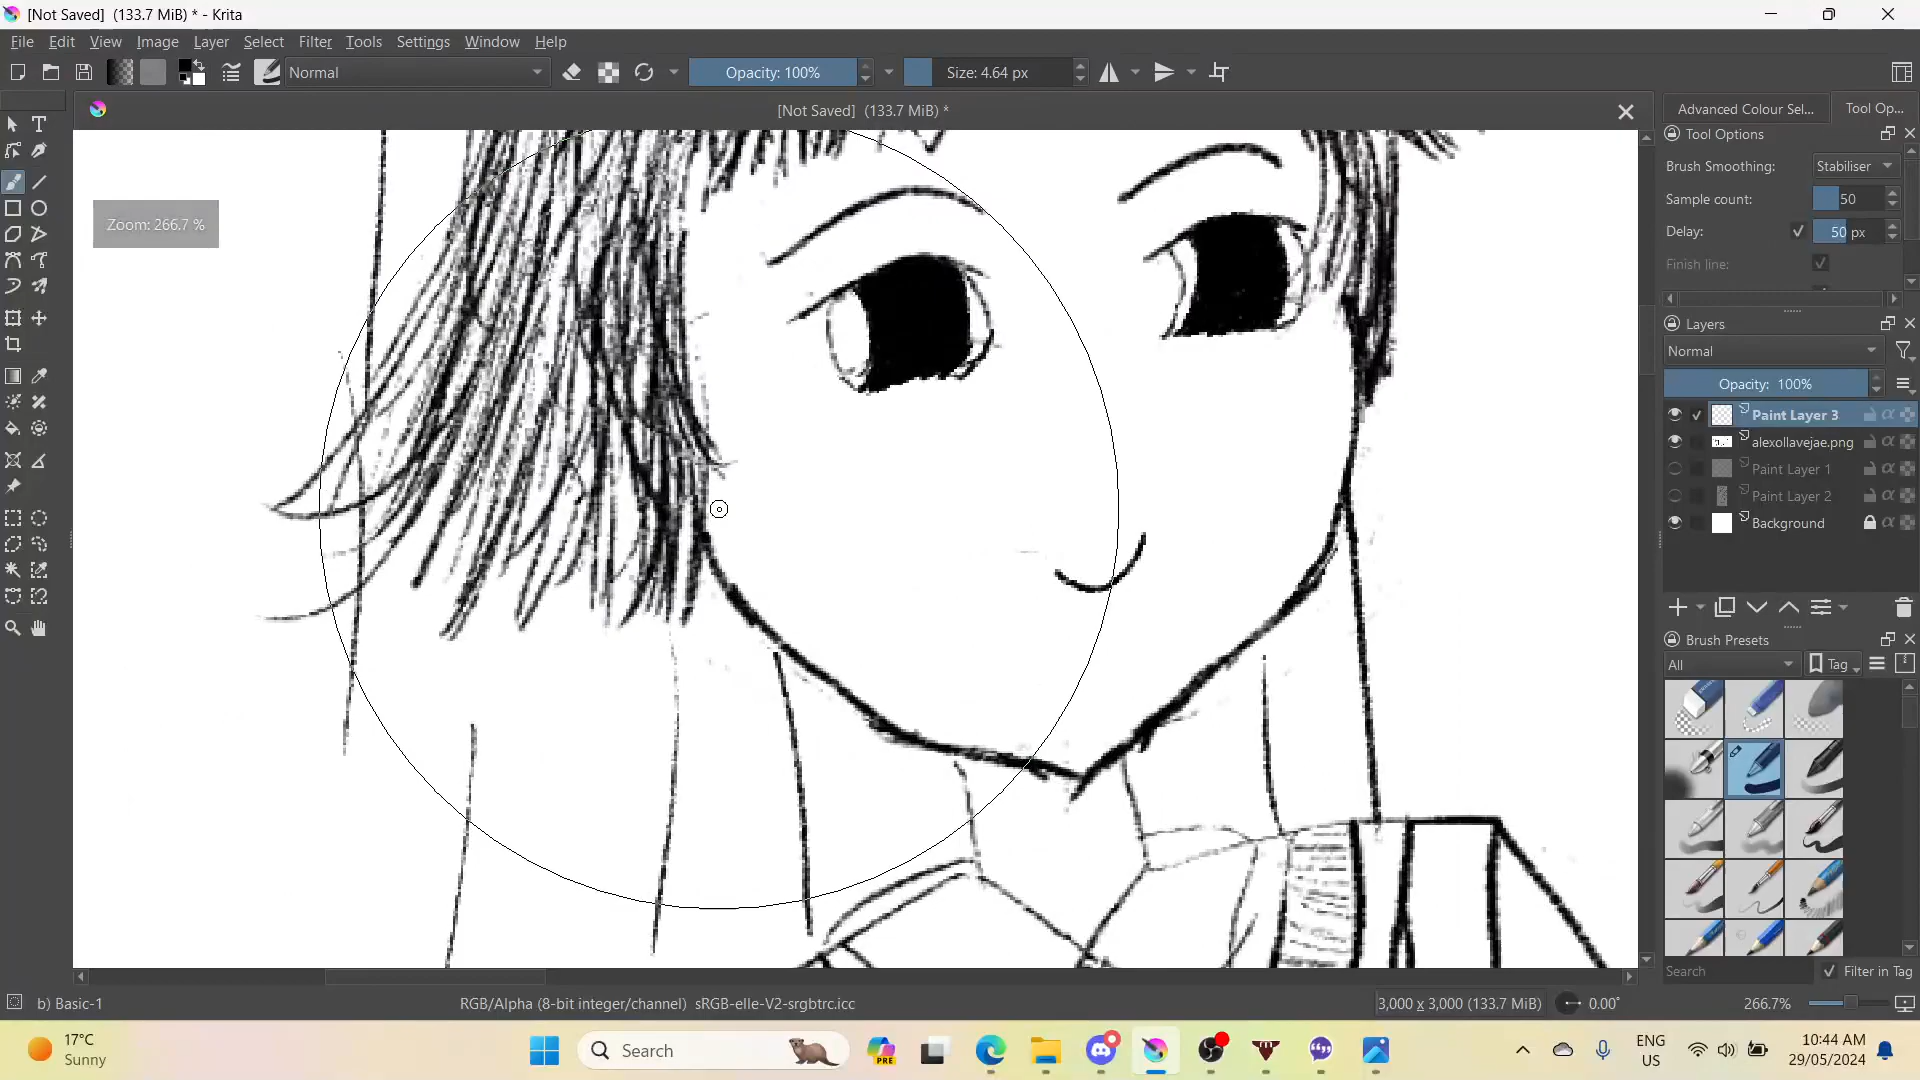 [Not Saved]  (133.7 MiB) * - Krita
File Edit View Image Layer Select Filter Tools Settings Window Help
Normal Opacity: 100% Size: 4.64 px
[Not Saved]  (133.7 MiB) *
Advanced Colour Sel... Tool Op...
Tool Options
Brush Smoothing: Stabiliser
Sample count: 50
Delay: 50 px
Finish line:
Zoom: 266.7 %
Layers
Normal
Opacity:  100%
Paint Layer 3
alexollavejae.png
Paint Layer 1
Paint Layer 2
Background
Brush Presets
All Tag
Search Filter in Tag
b) Basic-1 RGB/Alpha (8-bit integer/channel)  sRGB-elle-V2-srgbtrc.icc 3,000 x 3,000 (133.7 MiB) 0.00° 266.7%
17°C
Sunny
Search
PRE
ENG
US
10:44 AM
29/05/2024